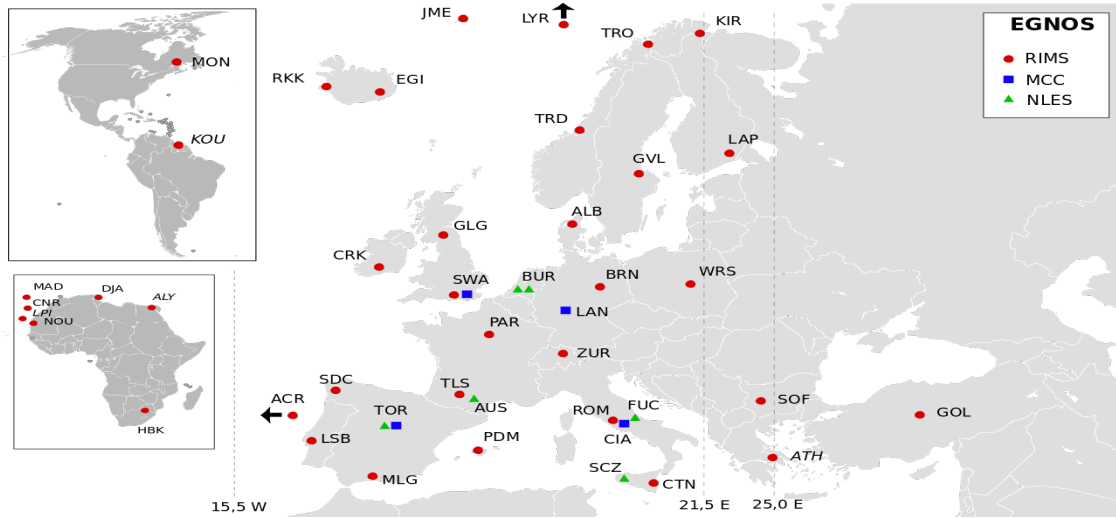 JME
LYR
KIR
TRO
EGNOS
RIMS
MCC
NLES
MON
KOU
RKK
EGI
TRD
LAP
GVL
ALB
GLG
CRK
SWA
BUR
BRN
WRS
LAN
PAR
ZUR
MAD
DJA
ALY
CNR
LPI
NOU
HBK
SDC
TLS
ACR
TOR
AUS
ROM
FUC
SOF
GOL
LSB
PDM
CIA
ATH
SCZ
MLG
CTN
15,5 W
21,5 E
25,0 E